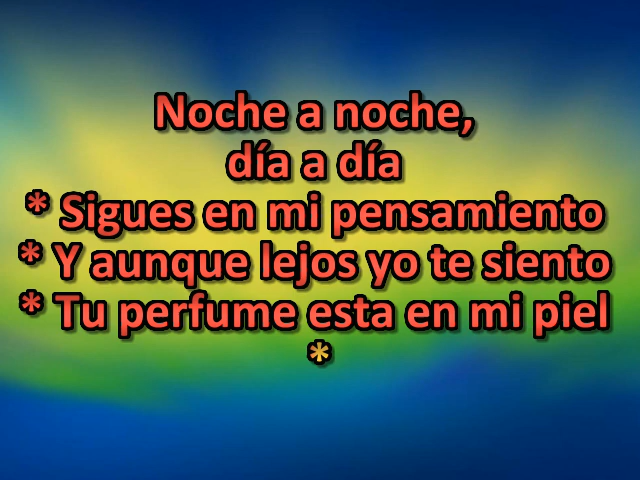 Noche a noche,
día a día
* Sigues en mi pensamiento
* Y aunque lejos yo te siento
* Tu perfume esta en mi piel
*